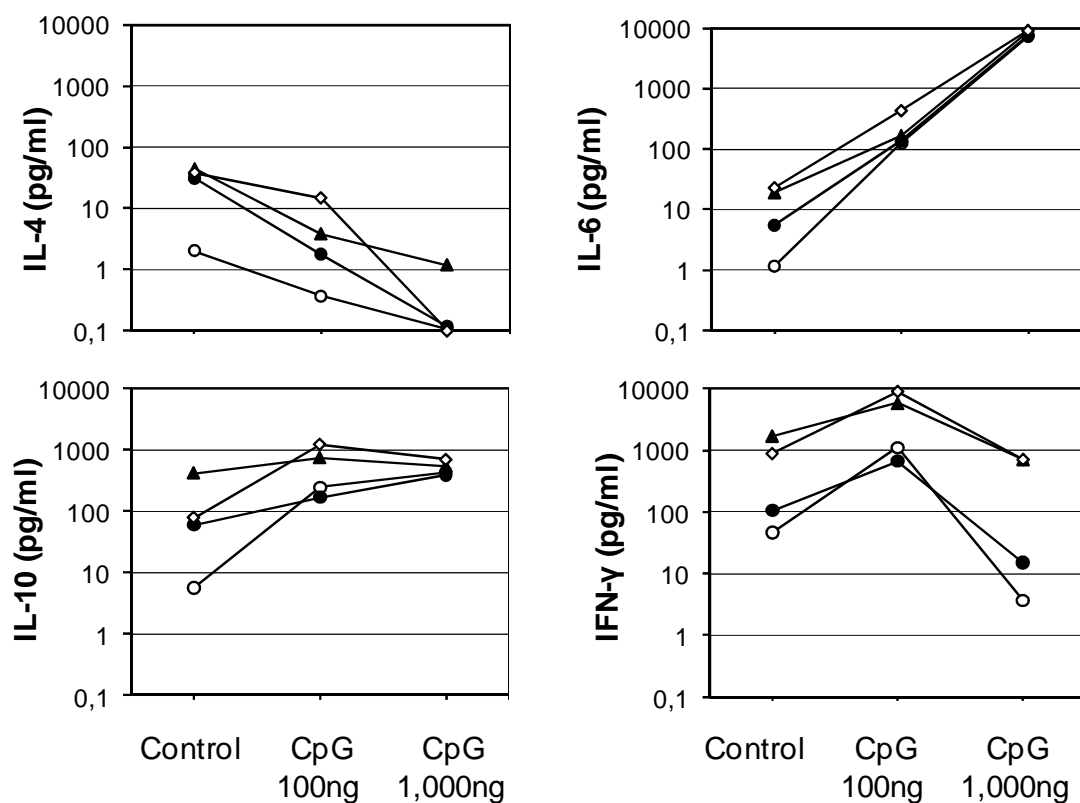 10000
1000
100
10
1
0,1
IL-4 (pg/ml)
10000
1000
100
10
1
0,1
IL-6 (pg/ml)
10000
1000
100
10
1
0,1
IL-10 (pg/ml)
Control
CpG
100ng
CpG
1,000ng
10000
1000
100
10
1
0,1
IFN-γ (pg/ml)
Control
CpG
100ng
CpG
1,000ng